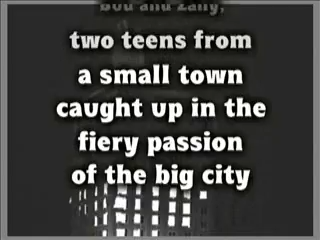 two teens from
a small town
caught up in the
fiery passion
of the big city